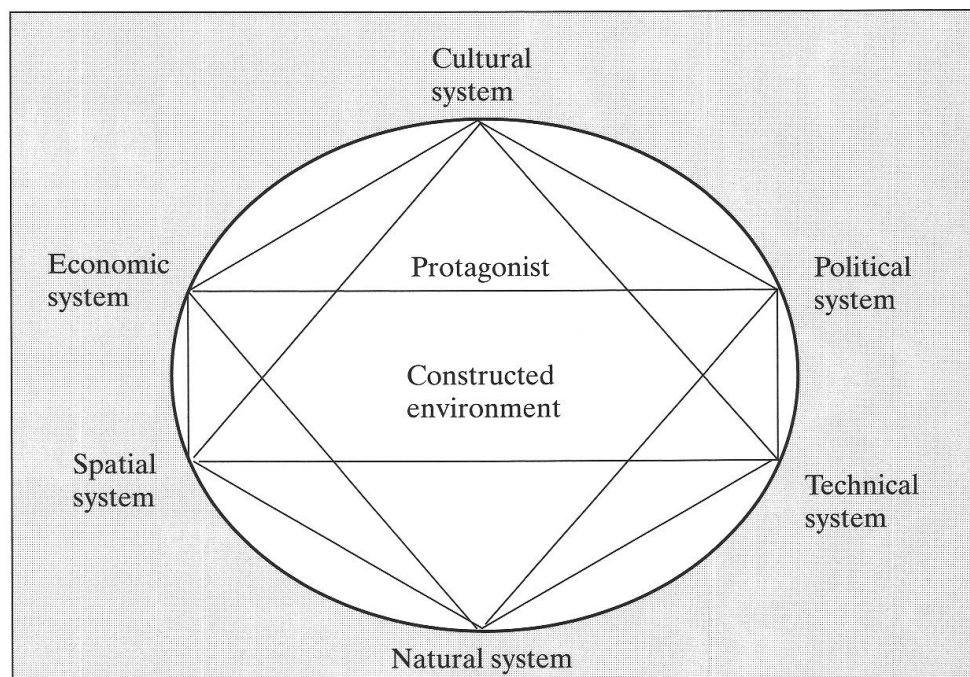 Cultural
system
Economic
system
Protagonist
Political
system
Constructed
environment
Spatial
system
Technical
system
Natural system